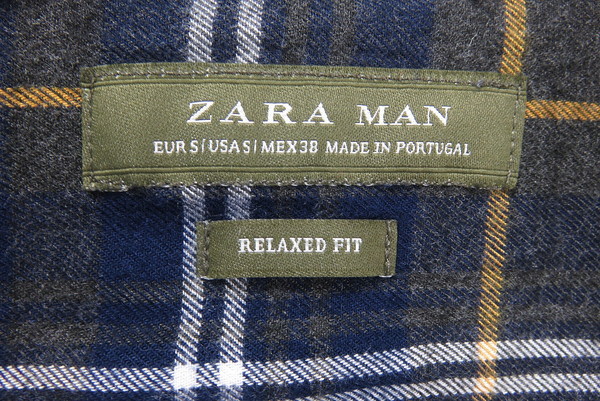 ZARA MAN
EUR S | USA S | MEX 38 MADE IN PORTUGAL
RELAXED FIT